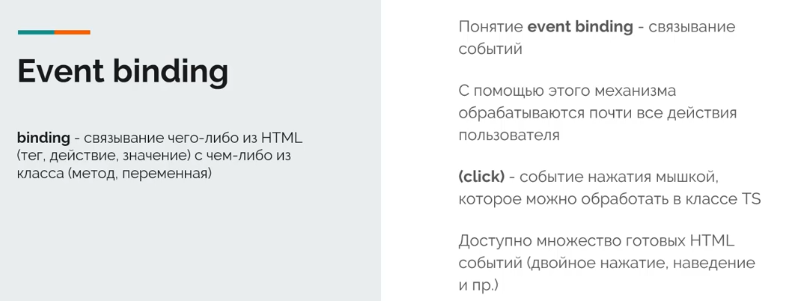 Event binding
binding - связывание чего-либо из HTML
(тег, действие, значение) с чем-либо из
класса (метод, переменная)
Понятие event binding - связывание
событий
С помощью этого механизма
обрабатываются почти все действия
пользователя
(click) - событие нажатия мышкой,
которое можно обработать в классе TS
Доступно множество готовых HTML
событий (двойное нажатие, наведение
и пр.)